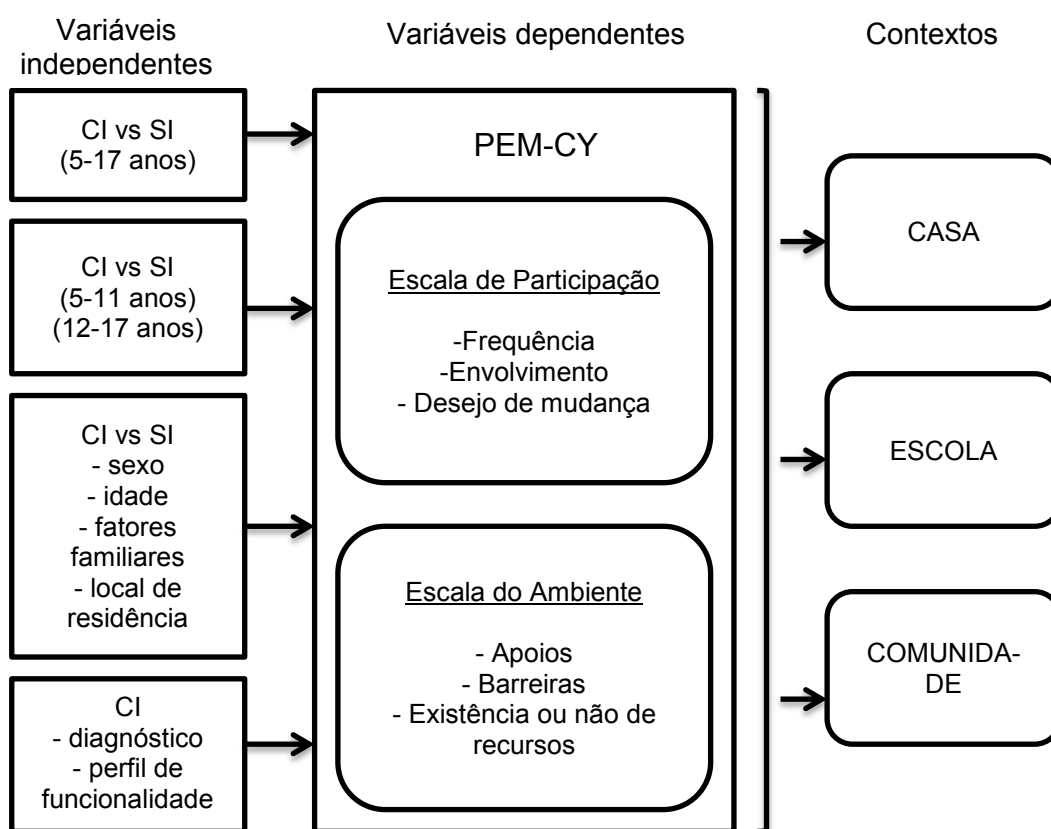 Variáveis
independentes
Variáveis dependentes
Contextos
CI vs SI
(5-17 anos)
CI vs SI
(5-11 anos)
(12-17 anos)
CI vs SI
- sexo
- idade
- fatores
familiares
- local de
residência
CI
- diagnóstico
- perfil de
funcionalidade
PEM-CY
Escala de Participação
-Frequência
-Envolvimento
- Desejo de mudança
Escala do Ambiente
- Apoios
- Barreiras
- Existência ou não de
recursos
CASA
ESCOLA
COMUNIDA-
DE